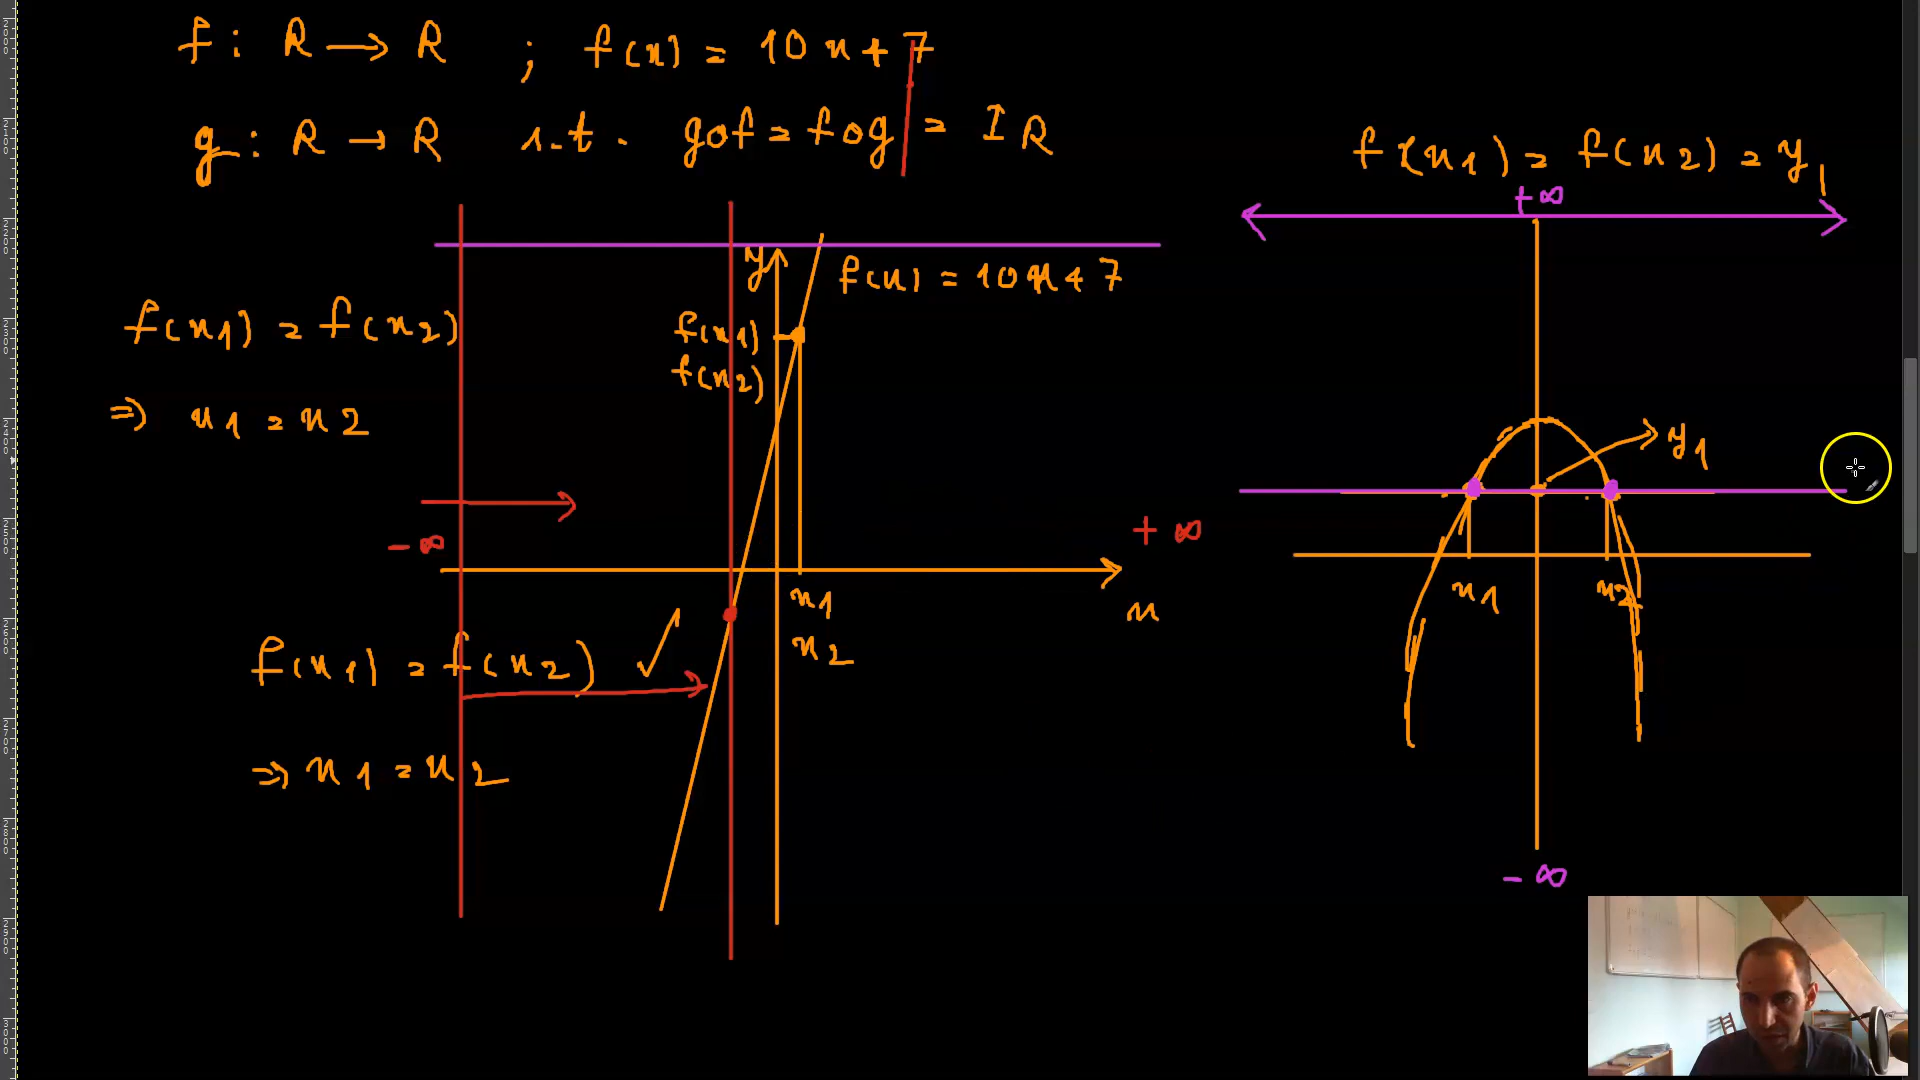 f : R → R ; f(x) = 10x + 7
g : R → R s.t. gof = fog = I R
f(x1) = f(x2) = y1
+∞
y
f(x) = 10x + 7
f(x1) = f(x2)
f(x1)
f(x2)
⇒ x1 = x2
y1
-∞
+∞
x1
x
x1
x2
x2
f(x1) = f(x2) ✓
⇒ x1 = x2
-∞